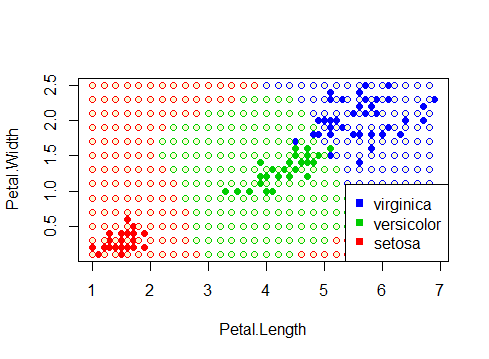 2.5
2.0
1.5
1.0
0.5
Petal.Width
virginica
versicolor
setosa
1 2 3 4 5 6 7
Petal.Length